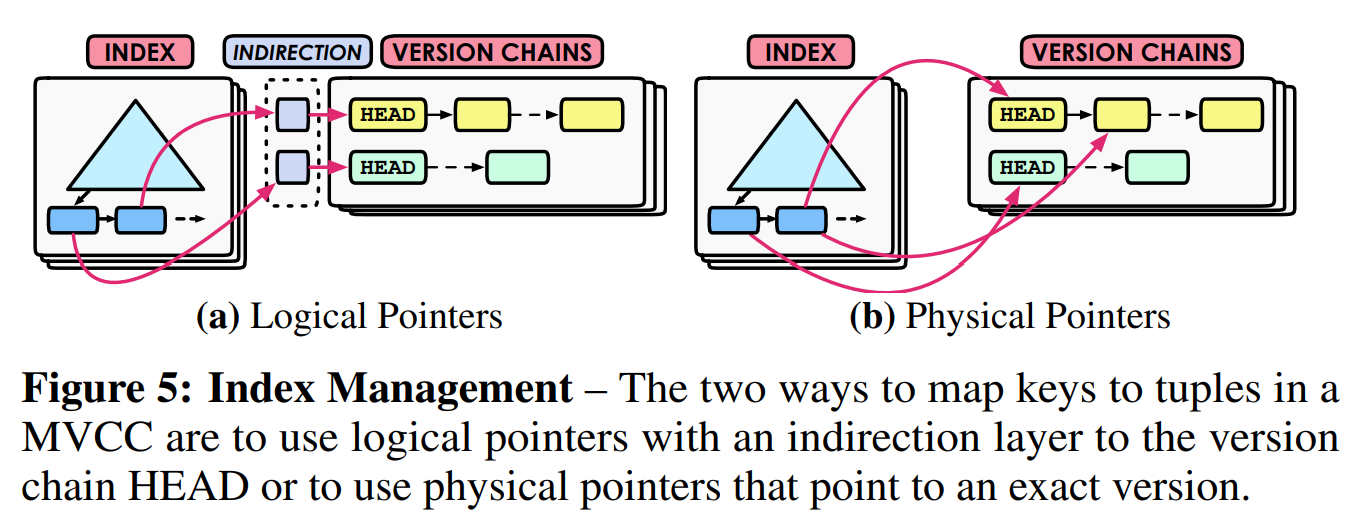 INDEX INDIRECTION VERSION CHAINS
HEAD
HEAD
(a) Logical Pointers
INDEX VERSION CHAINS
HEAD
HEAD
(b) Physical Pointers
Figure 5: Index Management – The two ways to map keys to tuples in a
MVCC are to use logical pointers with an indirection layer to the version
chain HEAD or to use physical pointers that point to an exact version.